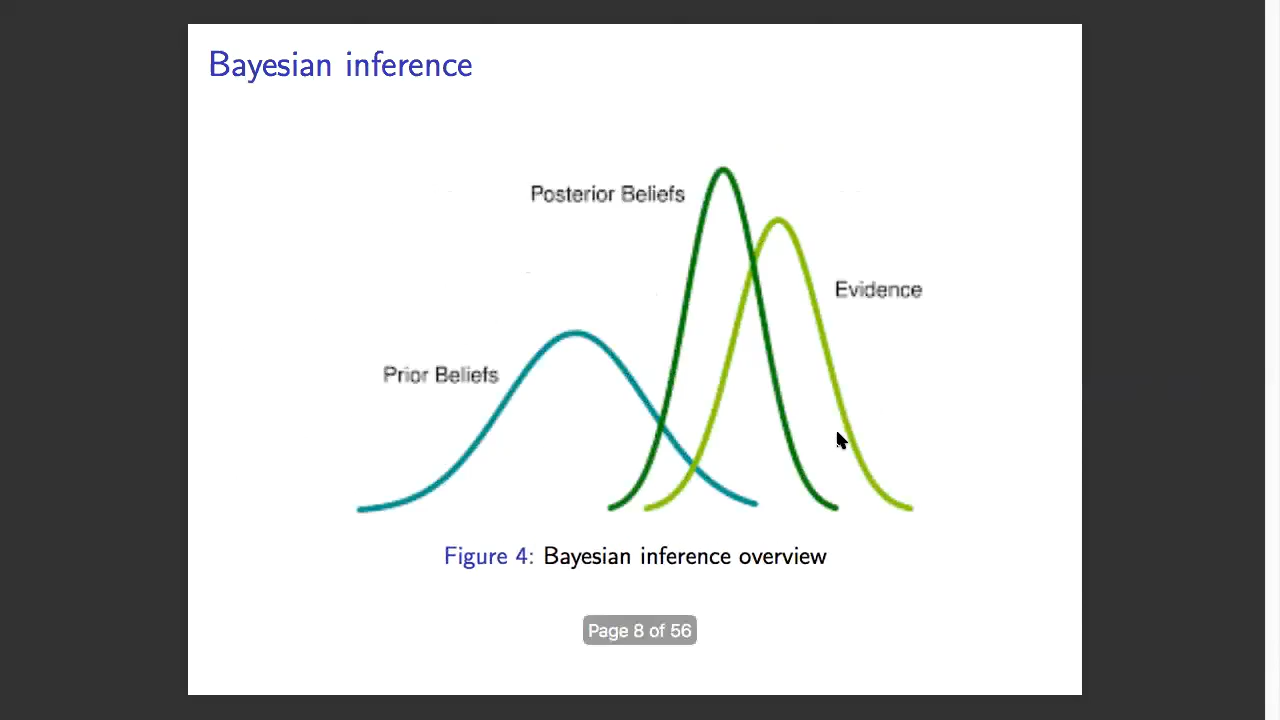 Bayesian inference
Posterior Beliefs
Evidence
Prior Beliefs
Figure 4: Bayesian inference overview
Page 8 of 56